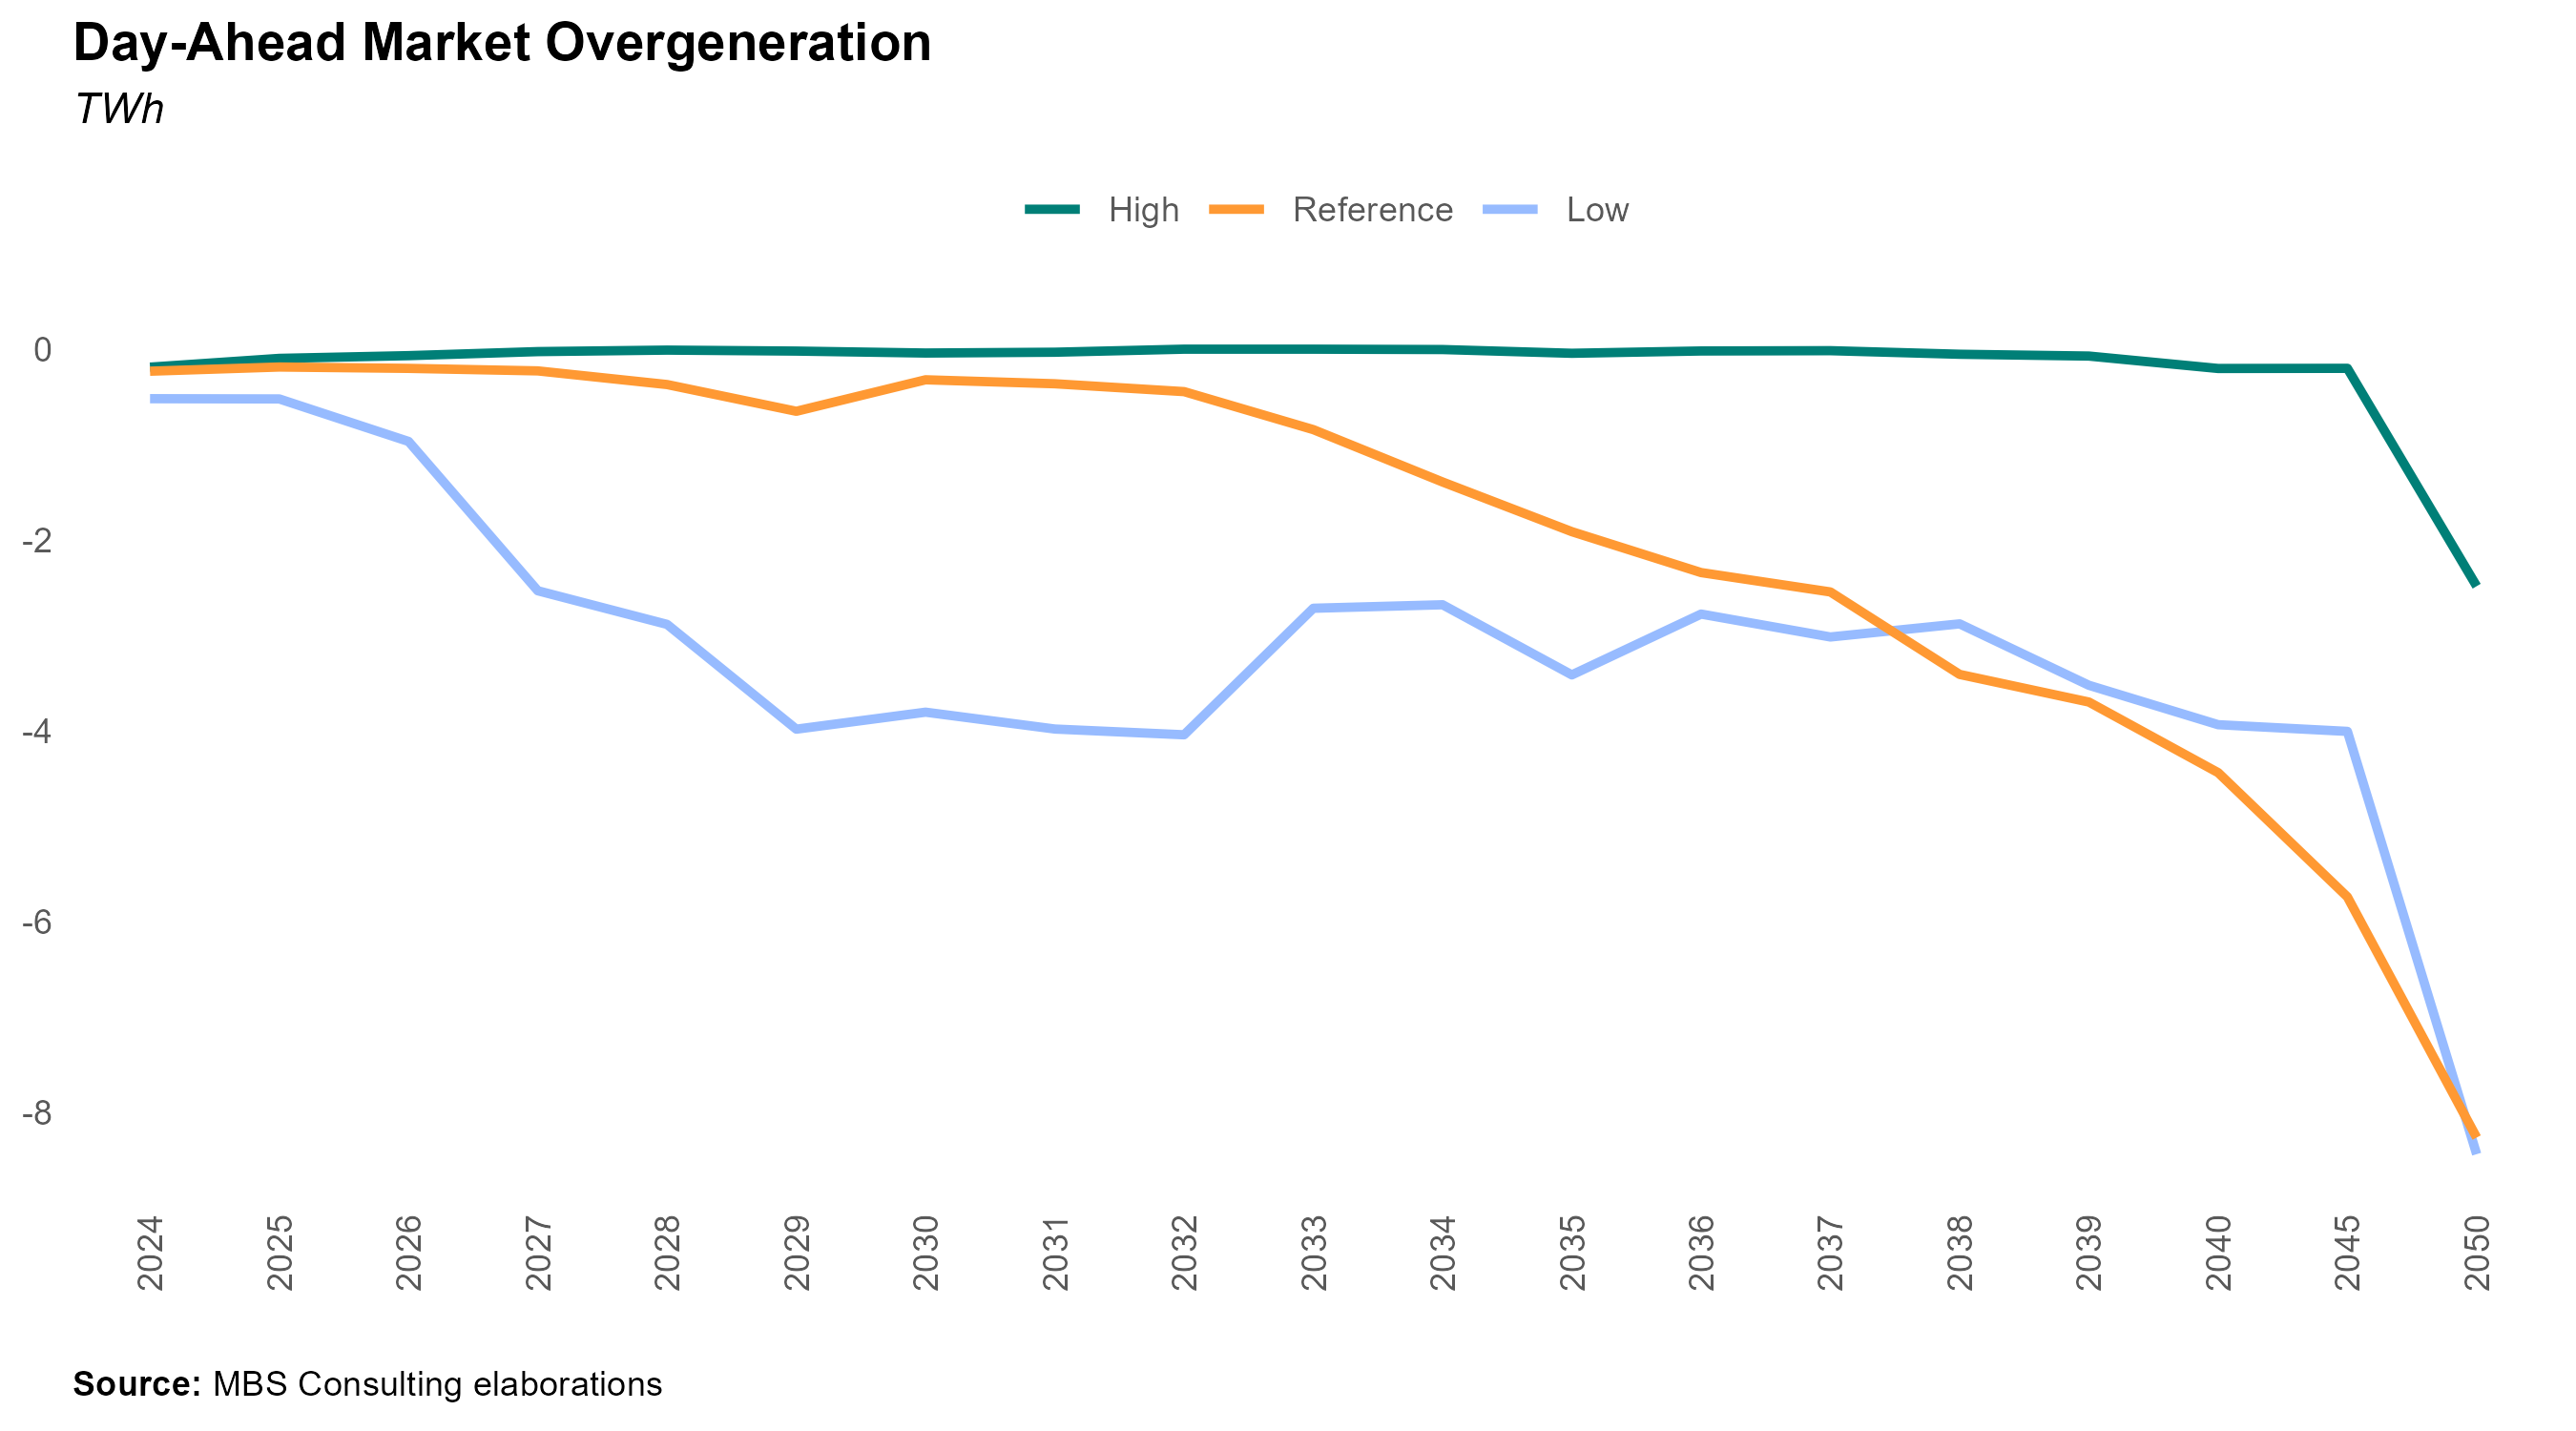 Day-Ahead Market Overgeneration
TWh
High Reference Low
0
-2
-4
-6
-8
2024 2025 2026 2027 2028 2029 2030 2031 2032 2033 2034 2035 2036 2037 2038 2039 2040 2045 2050
Source: MBS Consulting elaborations